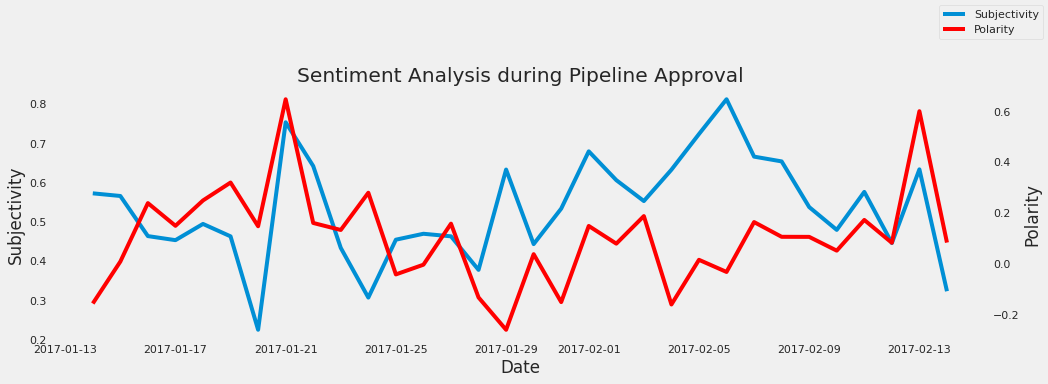 Subjectivity
Polarity
Sentiment Analysis during Pipeline Approval
0.8
0.7
0.6
0.5
0.4
0.3
0.2
Subjectivity
0.6
0.4
0.2
0.0
−0.2
Polarity
2017-01-13 2017-01-17 2017-01-21 2017-01-25 2017-01-29 2017-02-01 2017-02-05 2017-02-09 2017-02-13
Date